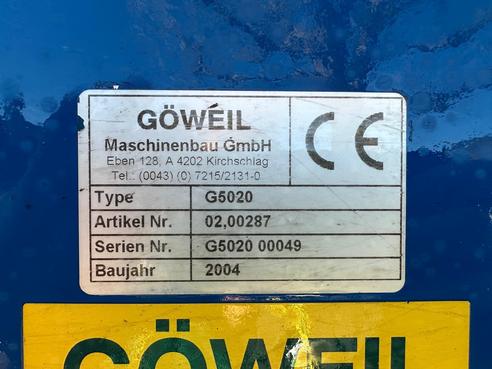 GÖWEIL
Maschinenbau GmbH
Eben 128, A 4202 Kirchschlag
Tel.: (0043) (0) 7215/2131-0
CE
Type G5020
Artikel Nr. 02,00287
Serien Nr. G5020 00049
Baujahr 2004
GÖWEIL